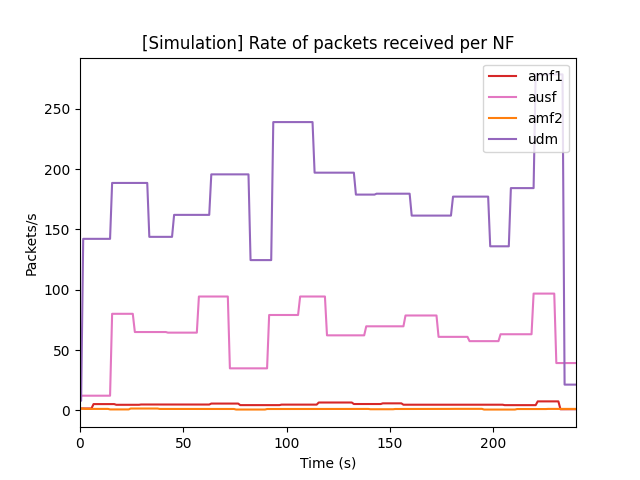 [Simulation] Rate of packets received per NF
amf1
ausf
amf2
udm
Packets/s
250
200
150
100
50
0
0 50 100 150 200
Time (s)